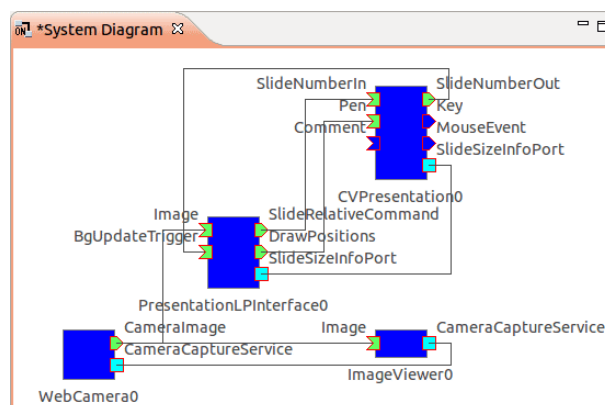 *System Diagram
SlideNumberIn
SlideNumberOut
Pen
Key
Comment
MouseEvent
SlideSizeInfoPort
CVPresentation0
Image
SlideRelativeCommand
BgUpdateTrigger
DrawPositions
SlideSizeInfoPort
PresentationLPInterface0
CameraImage
Image
CameraCaptureService
CameraCaptureService
ImageViewer0
WebCamera0